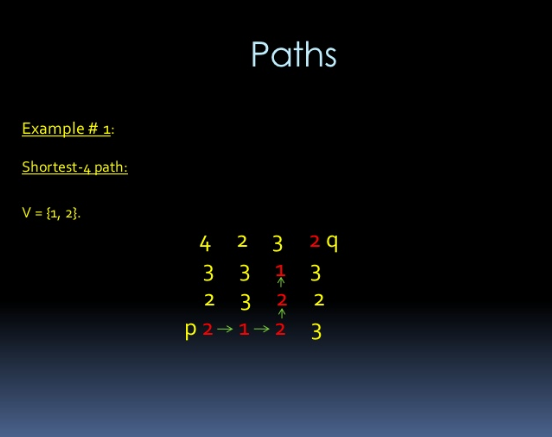 Paths
Example # 1:
Shortest-4 path:
V = {1, 2}.
4 2 3 2 q
3 3 1 3
2 3 2 2
p 2 → 1 → 2 3